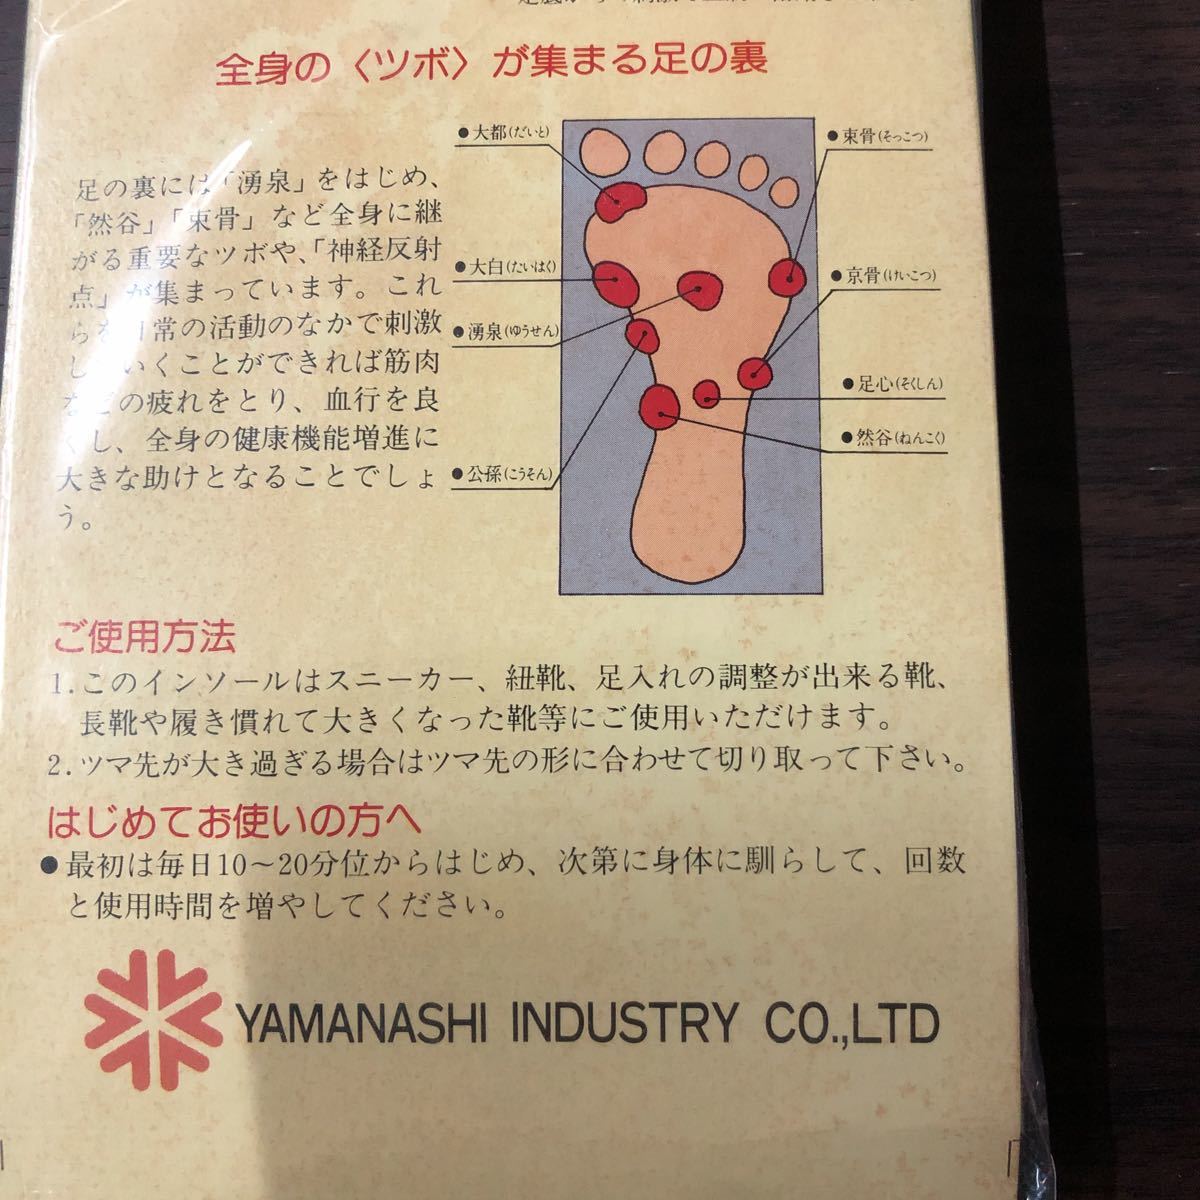 全身の〈ツボ〉が集まる足の裏
足の裏には「湧泉」をはじめ、
「然谷」「束骨」など全身に継
がる重要なツボや、「神経反射
点」が集まっています。これ
らを日常の活動のなかで刺激
していくことができれば筋肉
などの疲れをとり、血行を良
くし、全身の健康機能増進に
大きな助けとなることでしょ
う。
●大都(だいと)
●大白(たいはく)
●湧泉(ゆうせん)
●公孫(こうそん)
●束骨(そっこつ)
●京骨(けいこつ)
●足心(そくしん)
●然谷(ねんこく)
ご使用方法
1.このインソールはスニーカー、紐靴、足入れの調整が出来る靴、
長靴や履き慣れて大きくなった靴等にご使用いただけます。
2.ツマ先が大き過ぎる場合はツマ先の形に合わせて切り取って下さい。
はじめてお使いの方へ
●最初は毎日10〜20分位からはじめ、次第に身体に馴らして、回数
と使用時間を増やしてください。
YAMANASHI INDUSTRY CO.,LTD